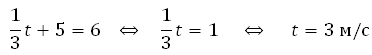 1/3 t + 5 = 6 ⇔ 1/3 t = 1 ⇔ t = 3 м/с